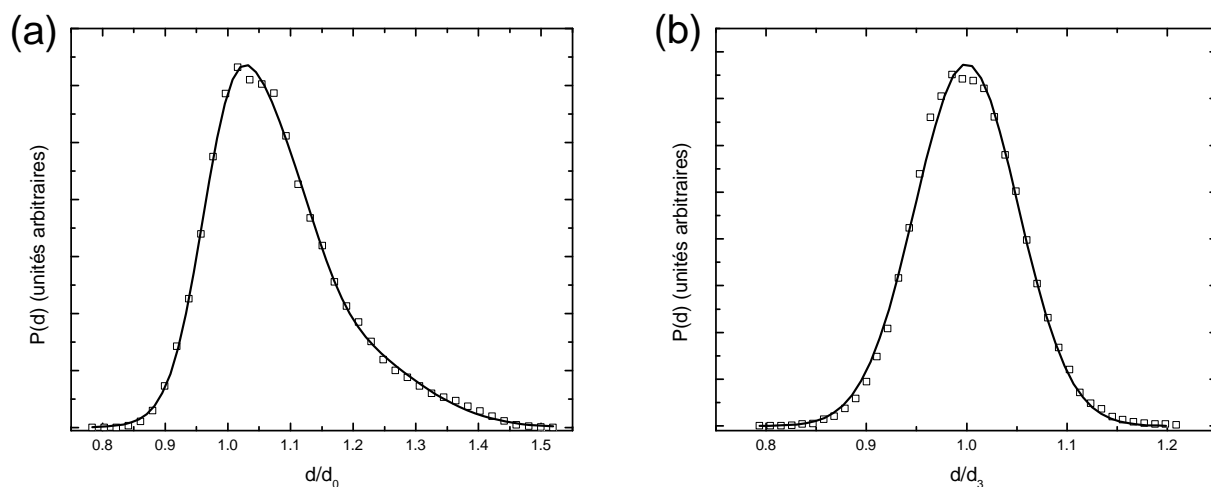 (a)
P(d) (unités arbitraires)
0.8 0.9 1.0 1.1 1.2 1.3 1.4 1.5
d/d0
(b)
P(d) (unités arbitraires)
0.8 0.9 1.0 1.1 1.2
d/d3